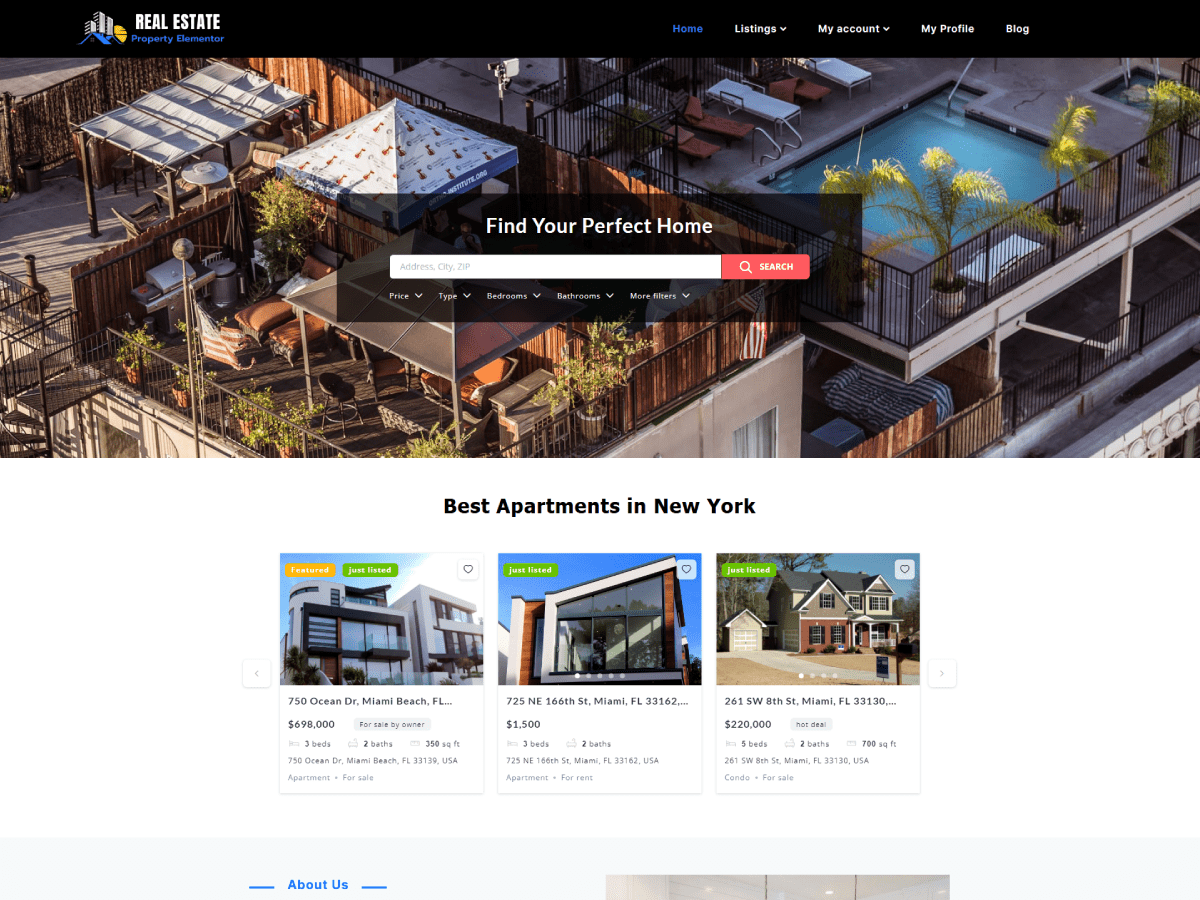 REAL ESTATE
Property Elementor
Home
Listings
My account
My Profile
Blog
INSTITUTE.ORG
Find Your Perfect Home
Address, City, ZIP
SEARCH
Price
Type
Bedrooms
Bathrooms
More filters
Best Apartments in New York
Featured
just listed
just listed
just listed
750 Ocean Dr, Miami Beach, FL...
$698,000
For sale by owner
3 beds
2 baths
350 sq ft
750 Ocean Dr, Miami Beach, FL 33139, USA
Apartment • For sale
725 NE 166th St, Miami, FL 33162,...
$1,500
3 beds
2 baths
725 NE 166th St, Miami, FL 33162, USA
Apartment • For rent
261 SW 8th St, Miami, FL 33130,...
$220,000
hot deal
5 beds
2 baths
700 sq ft
261 SW 8th St, Miami, FL 33130, USA
Condo • For sale
About Us